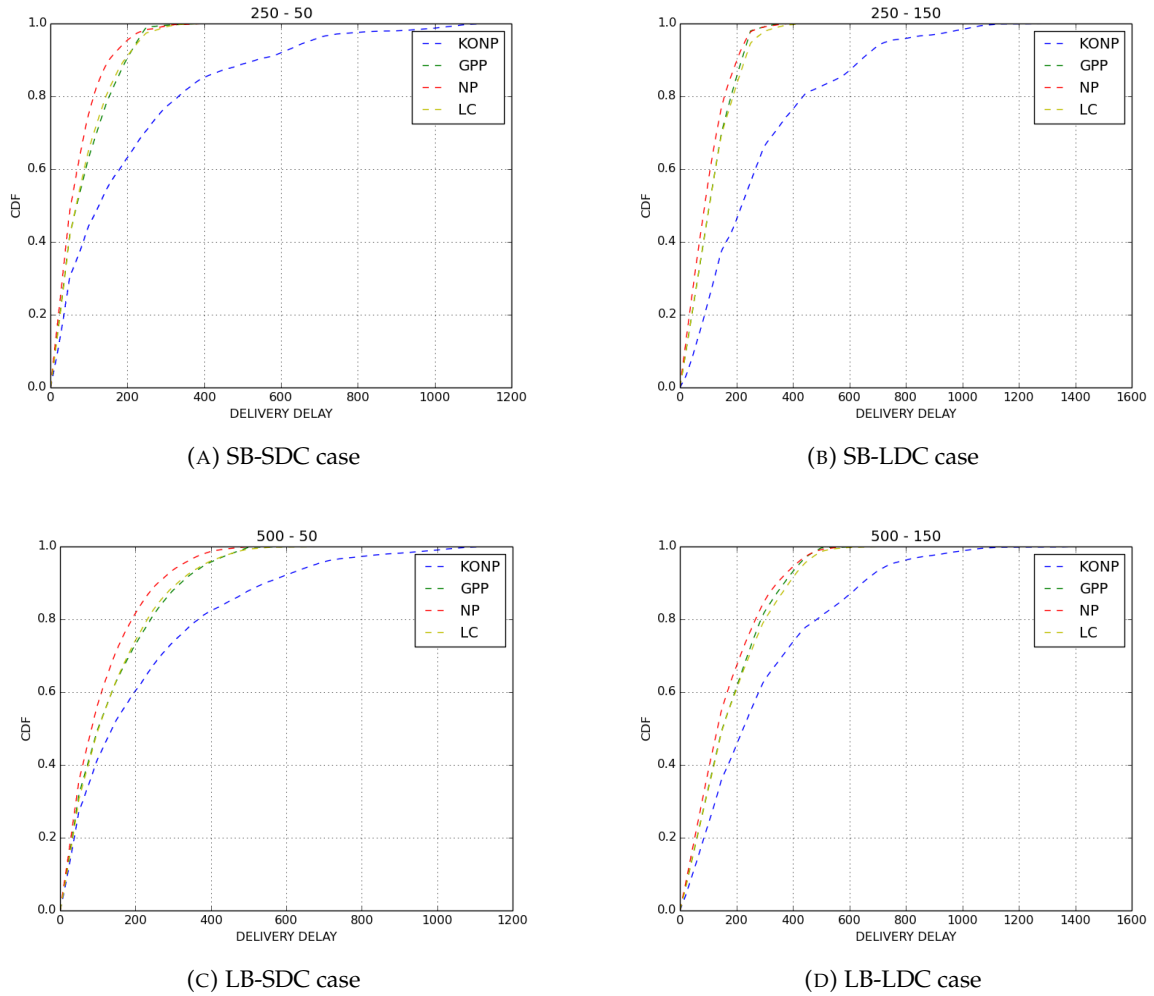 250 - 50
1.0
0.8
0.6
0.4
0.2
0.0
CDF
KONP
GPP
NP
LC
0 200 400 600 800 1000 1200
DELIVERY DELAY
(A) SB-SDC case
250 - 150
1.0
0.8
0.6
0.4
0.2
0.0
CDF
KONP
GPP
NP
LC
0 200 400 600 800 1000 1200 1400 1600
DELIVERY DELAY
(B) SB-LDC case
500 - 50
1.0
0.8
0.6
0.4
0.2
0.0
CDF
KONP
GPP
NP
LC
0 200 400 600 800 1000 1200
DELIVERY DELAY
(C) LB-SDC case
500 - 150
1.0
0.8
0.6
0.4
0.2
0.0
CDF
KONP
GPP
NP
LC
0 200 400 600 800 1000 1200 1400 1600
DELIVERY DELAY
(D) LB-LDC case